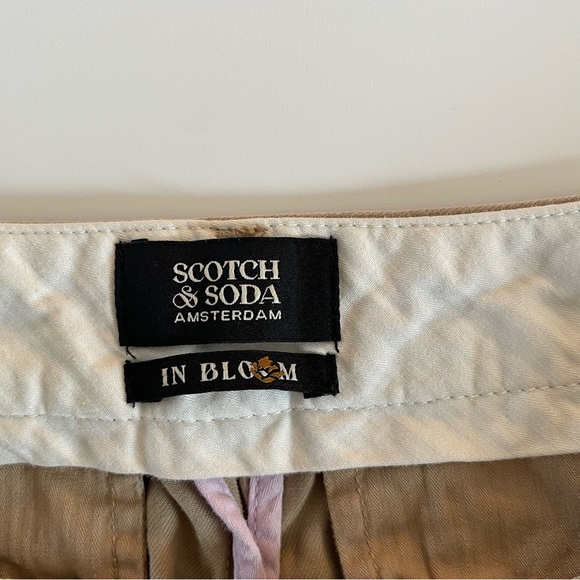 SCOTCH
& SODA
AMSTERDAM
IN BLOOM